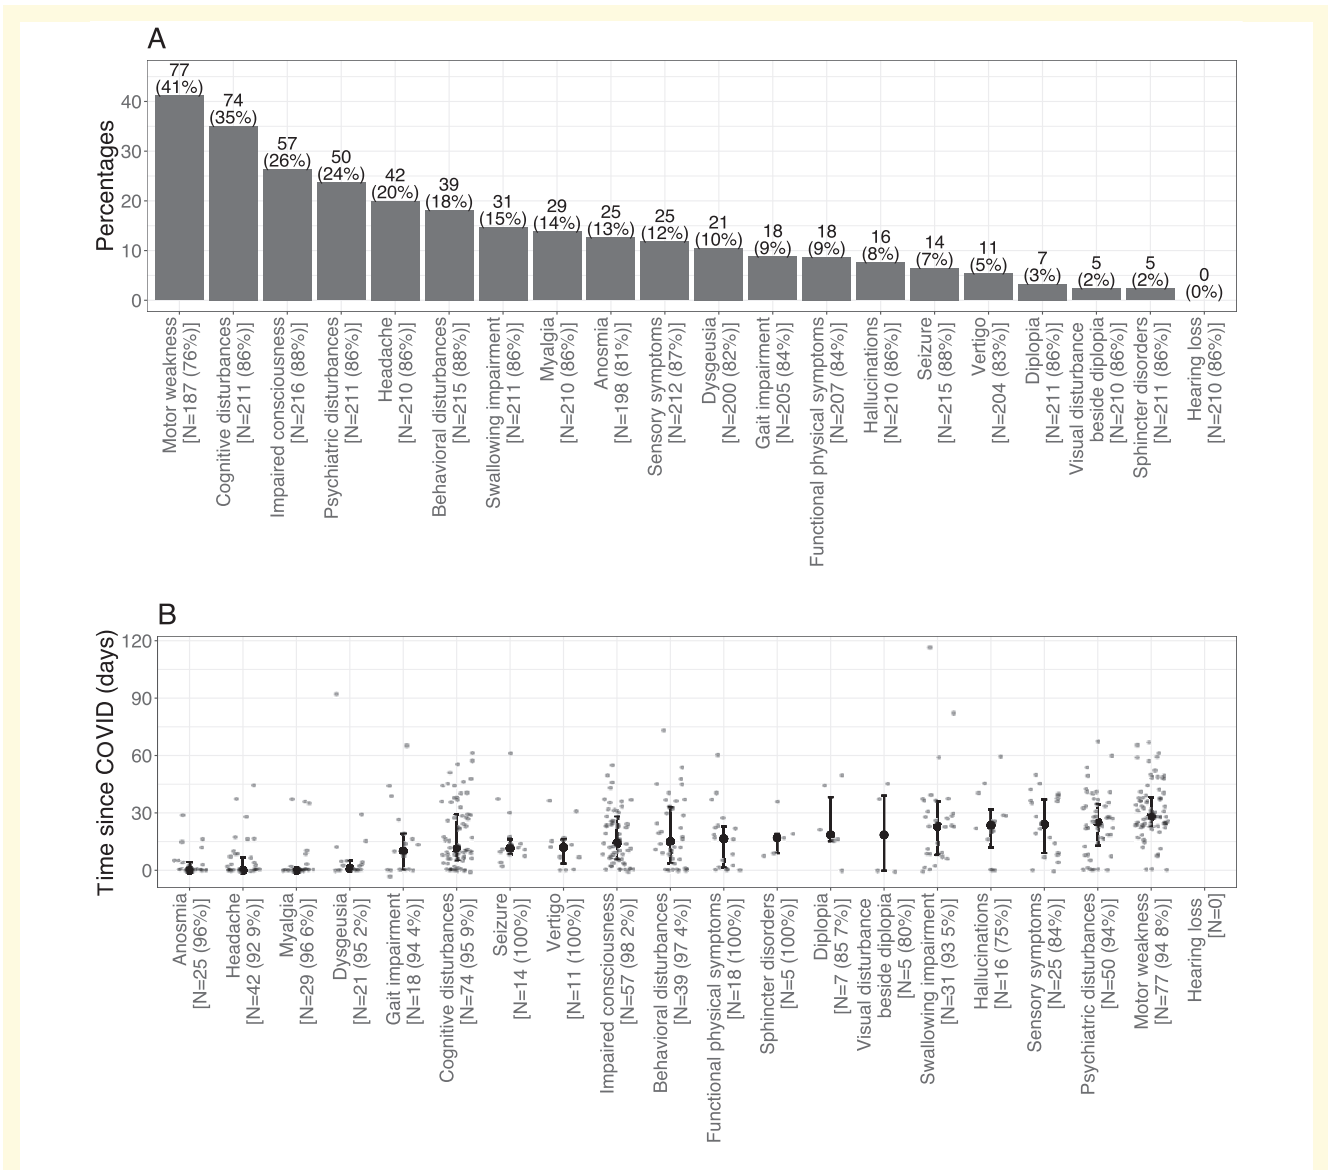 A
Percentages
40
30
20
10
0
77
(41%)
74
(35%)
57
(26%)
50
(24%)
42
(20%)
39
(18%)
31
(15%)
29
(14%)
25
(13%)
25
(12%)
21
(10%)
18
(9%)
18
(9%)
16
(8%)
14
(7%)
11
(5%)
7
(3%)
5
(2%)
5
(2%)
0
(0%)
Motor weakness
[N=187 (76%)]
Cognitive disturbances
[N=211 (86%)]
Impaired consciousness
[N=216 (88%)]
Psychiatric disturbances
[N=211 (86%)]
Headache
[N=210 (86%)]
Behavioral disturbances
[N=215 (88%)]
Swallowing impairment
[N=211 (86%)]
Myalgia
[N=210 (86%)]
Anosmia
[N=198 (81%)]
Sensory symptoms
[N=212 (87%)]
Dysgeusia
[N=200 (82%)]
Gait impairment
[N=205 (84%)]
Functional physical symptoms
[N=207 (84%)]
Hallucinations
[N=210 (86%)]
Seizure
[N=215 (88%)]
Vertigo
[N=204 (83%)]
Diplopia
[N=211 (86%)]
Visual disturbance
beside diplopia
[N=210 (86%)]
Sphincter disorders
[N=211 (86%)]
Hearing loss
[N=210 (86%)]
B
Time since COVID (days)
120
90
60
30
0
Anosmia
[N=25 (96%)]
Headache
[N=42 (92 9%)]
Myalgia
[N=29 (96 6%)]
Dysgeusia
[N=21 (95 2%)]
Gait impairment
[N=18 (94 4%)]
Cognitive disturbances
[N=74 (95 9%)]
Seizure
[N=14 (100%)]
Vertigo
[N=11 (100%)]
Impaired consciousness
[N=57 (98 2%)]
Behavioral disturbances
[N=39 (97 4%)]
Functional physical symptoms
[N=18 (100%)]
Sphincter disorders
[N=5 (100%)]
Diplopia
[N=7 (85 7%)]
Visual disturbance
beside diplopia
[N=5 (80%)]
Swallowing impairment
[N=31 (93 5%)]
Hallucinations
[N=16 (75%)]
Sensory symptoms
[N=25 (84%)]
Psychiatric disturbances
[N=50 (94%)]
Motor weakness
[N=77 (94 8%)]
Hearing loss
[N=0]